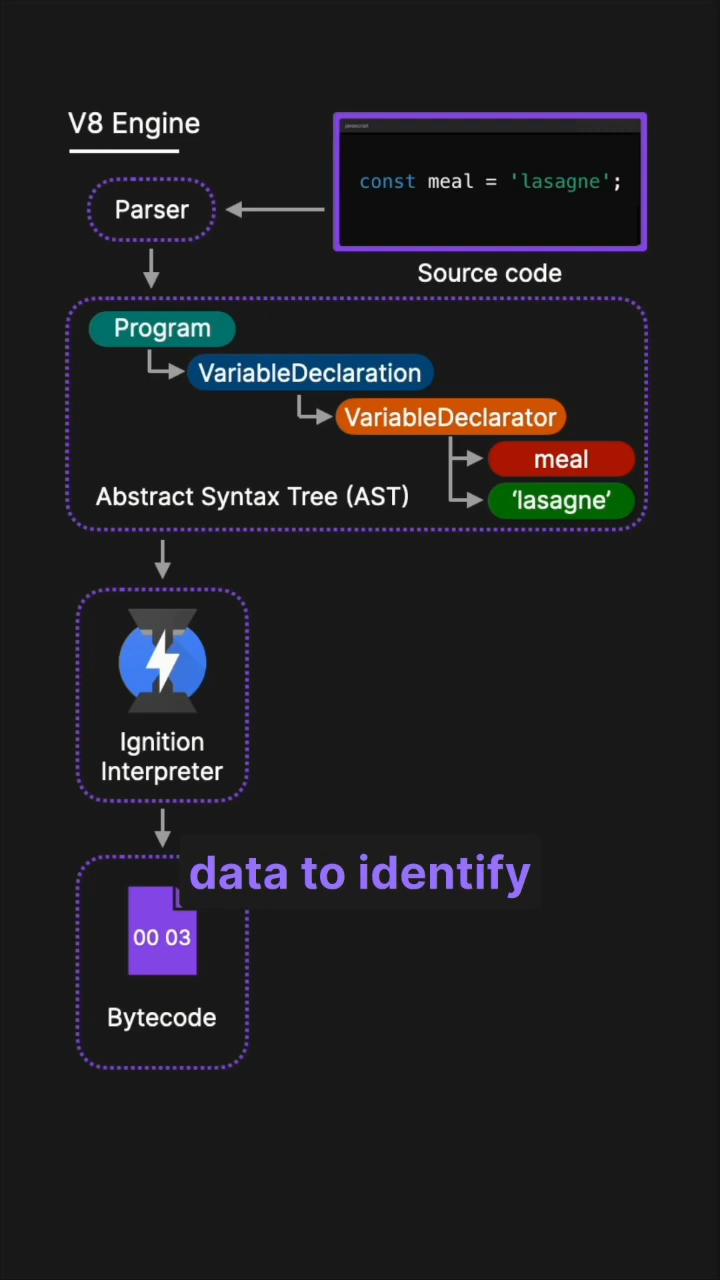 V8 Engine
javascript
const meal = 'lasagne';
Parser
Source code
Program
VariableDeclaration
VariableDeclarator
meal
‘lasagne’
Abstract Syntax Tree (AST)
Ignition
Interpreter
data to identify
00 03
Bytecode